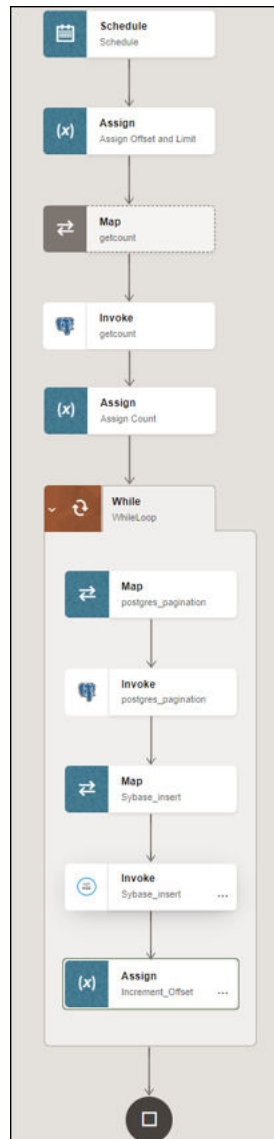 Schedule
Schedule
(x)
Assign
Assign Offset and Limit
Map
getcount
Invoke
getcount
(x)
Assign
Assign Count
While
WhileLoop
Map
postgres_pagination
Invoke
postgres_pagination
Map
Sybase_insert
Invoke
Sybase_insert
...
(x)
Assign
Increment_Offset
...